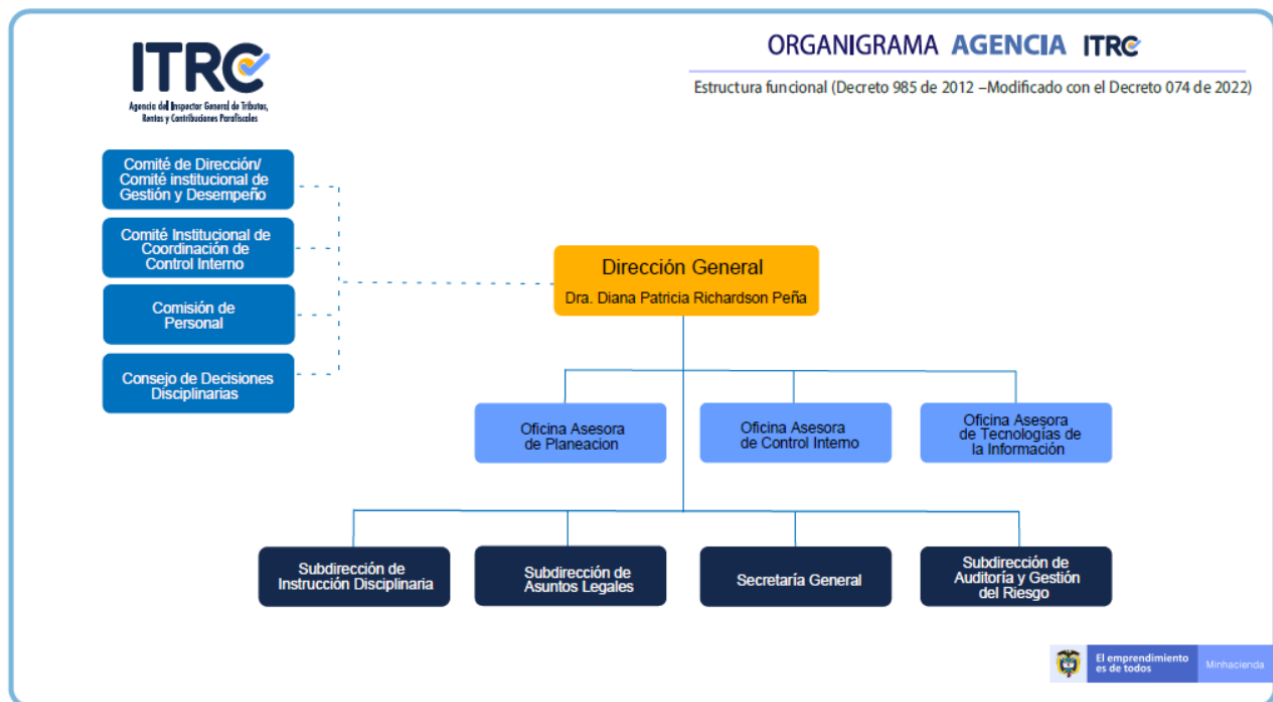 ITRC
Agencia del Inspector General de Tributos,
Rentas y Contribuciones Parafiscales
ORGANIGRAMA AGENCIA ITRC
Estructura funcional (Decreto 985 de 2012 –Modificado con el Decreto 074 de 2022)
Comité de Dirección/
Comité institucional de
Gestión y Desempeño
Comité Institucional de
Coordinación de
Control Interno
Comisión de
Personal
Consejo de Decisiones
Disciplinarias
Dirección General
Dra. Diana Patricia Richardson Peña
Oficina Asesora
de Planeacion
Oficina Asesora
de Control Interno
Oficina Asesora
de Tecnologías de
la Información
Subdirección de
Instrucción Disciplinaria
Subdirección de
Asuntos Legales
Secretaría General
Subdirección de
Auditoría y Gestión
del Riesgo
El emprendimiento
es de todos
Minhacienda